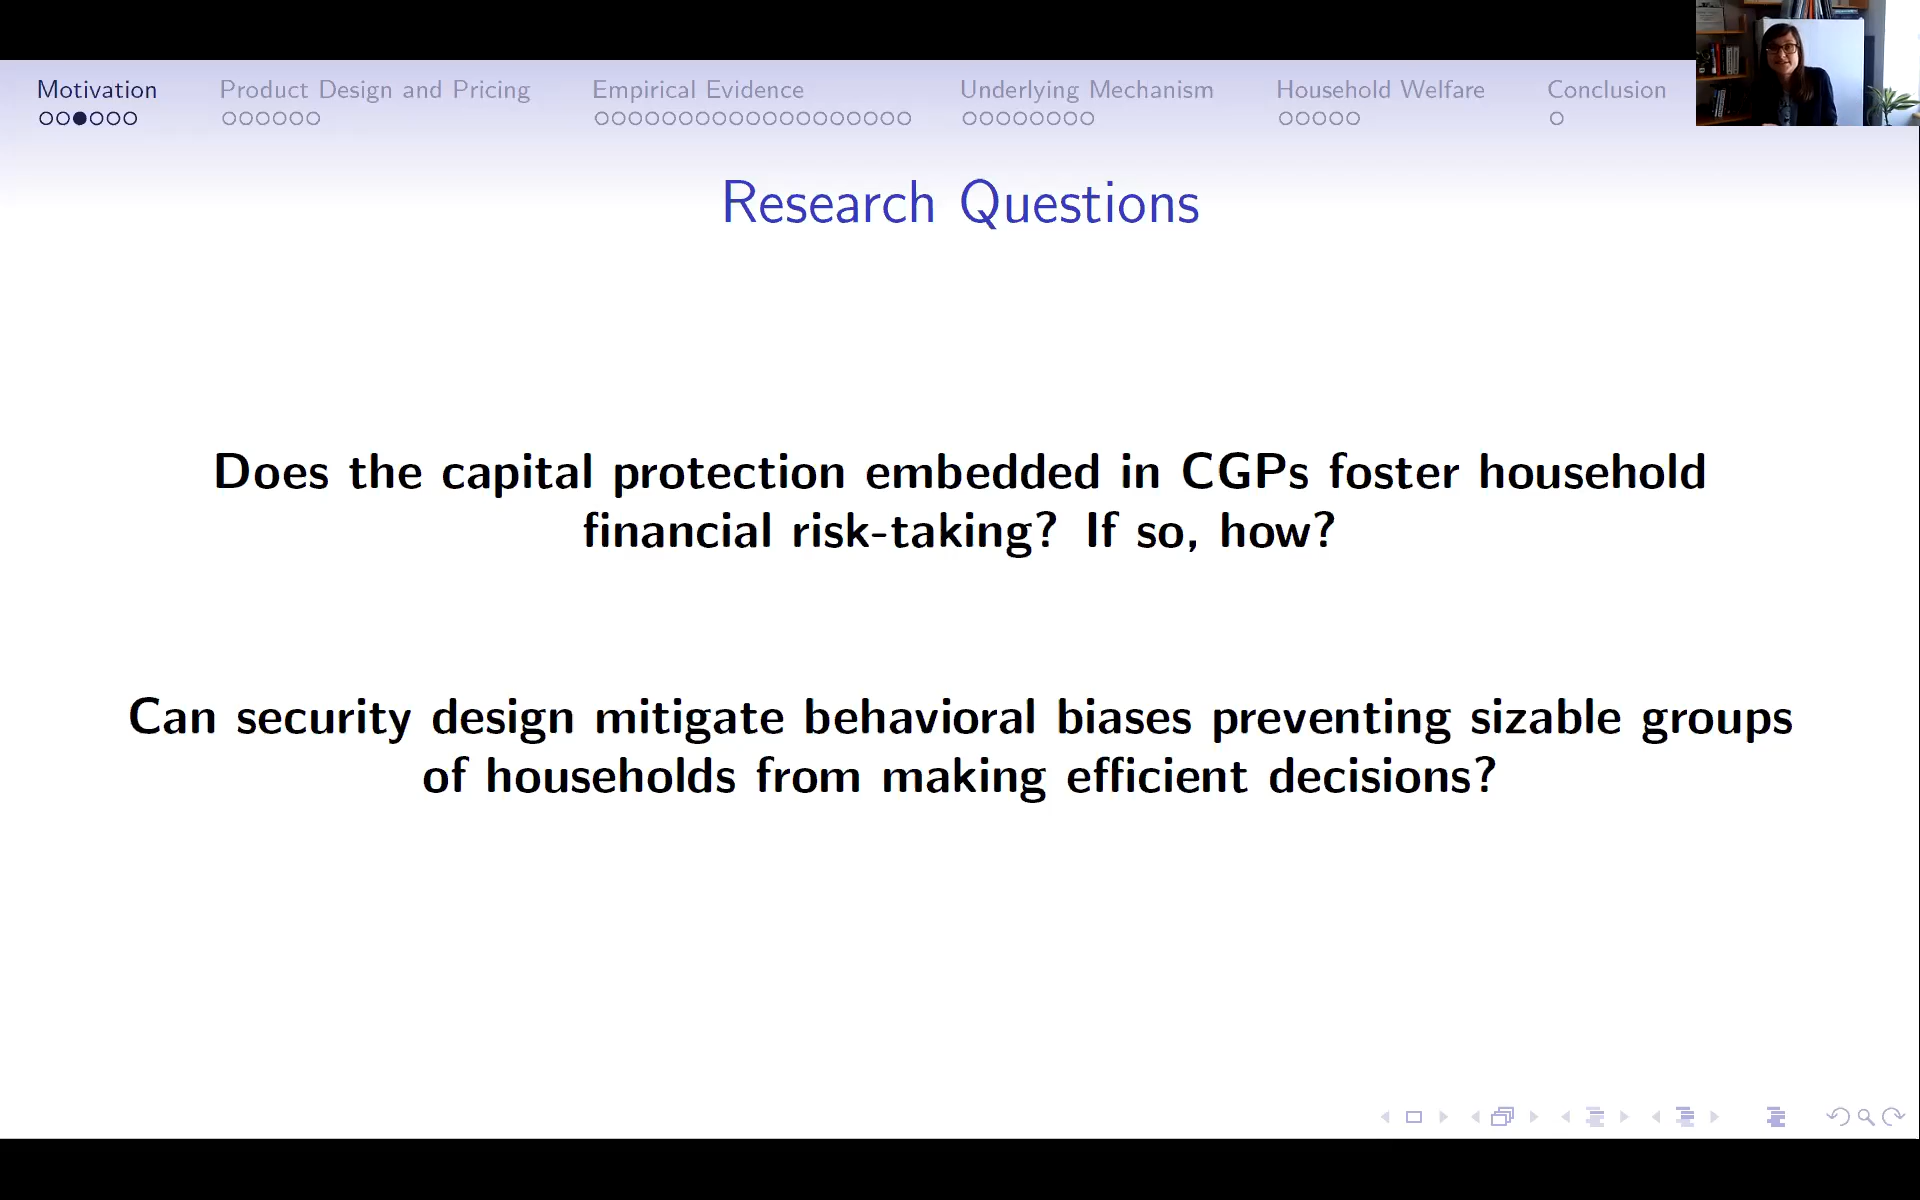 Motivation
Product Design and Pricing
Empirical Evidence
Underlying Mechanism
Household Welfare
Conclusion
Research Questions
Does the capital protection embedded in CGPs foster household
financial risk-taking? If so, how?
Can security design mitigate behavioral biases preventing sizable groups
of households from making efficient decisions?